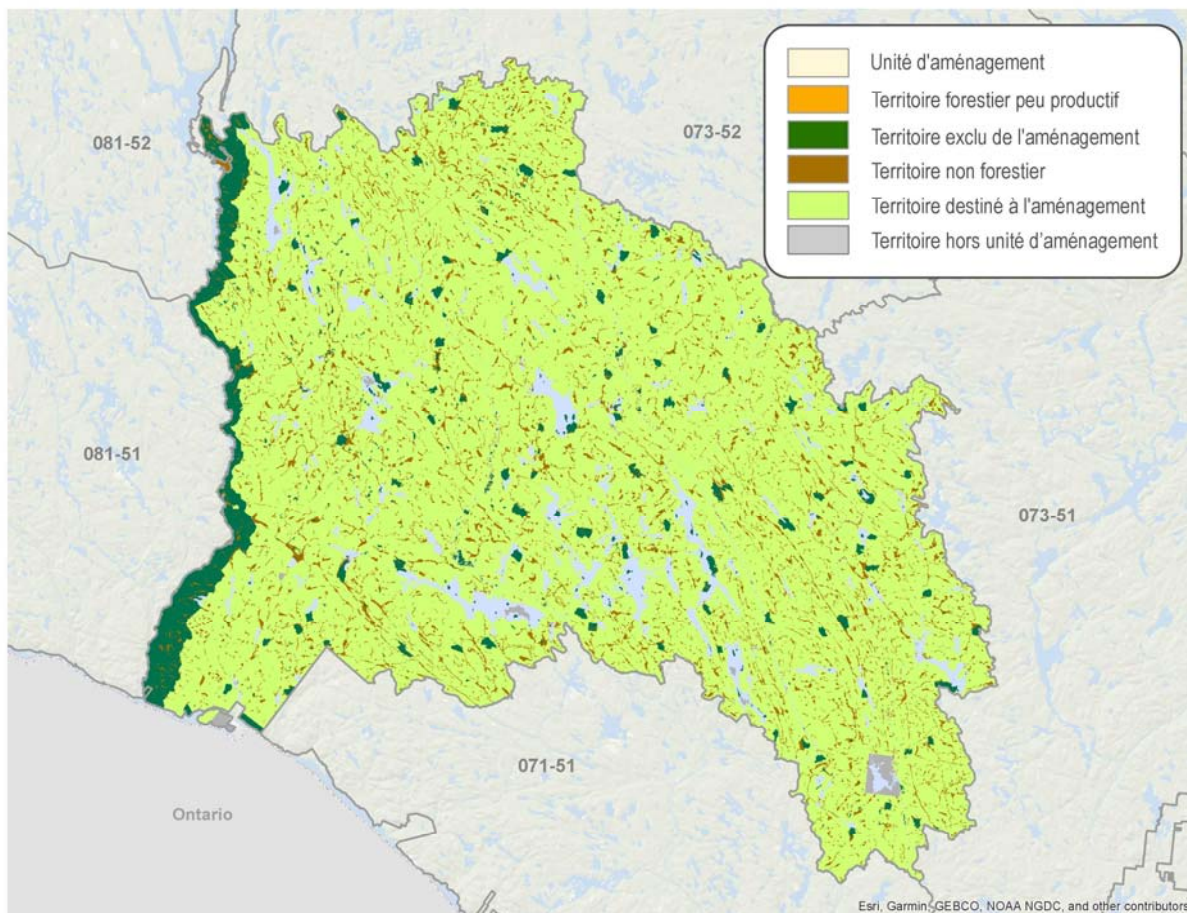 Unité d'aménagement
Territoire forestier peu productif
Territoire exclu de l'aménagement
Territoire non forestier
Territoire destiné à l'aménagement
Territoire hors unité d'aménagement
081-52
073-52
081-51
073-51
071-51
Ontario
Esri, Garmin, GEBCO, NOAA NGDC, and other contributors